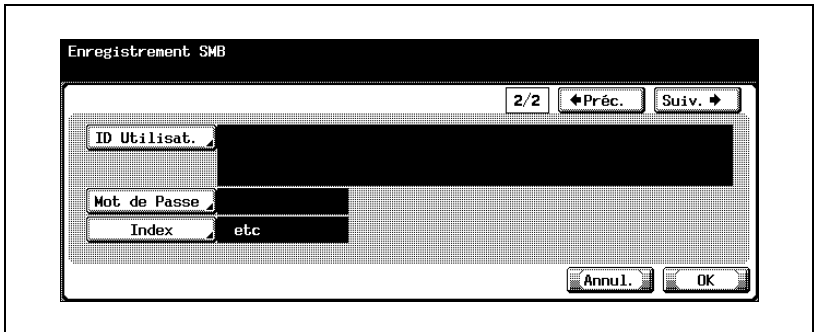 Enregistrement SMB
2/2 Préc. Suiv.
ID Utilisat.
Mot de Passe
Index etc
Annul. OK